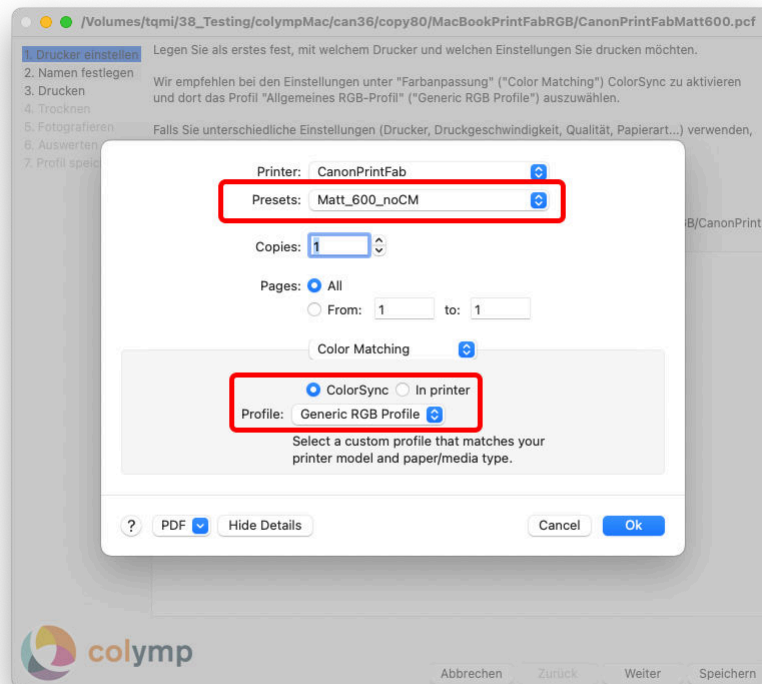 /Volumes/tqmi/38_Testing/colympMac/can36/copy80/MacBookPrintFabRGB/CanonPrintFabMatt600.pcf
1. Drucker einstellen
2. Namen festlegen
3. Drucken
4. Trocknen
5. Fotografieren
6. Auswerten
7. Profil speic
Legen Sie als erstes fest, mit welchem Drucker und welchen Einstellungen Sie drucken möchten.
Wir empfehlen bei den Einstellungen unter "Farbanpassung" ("Color Matching") ColorSync zu aktivieren
und dort das Profil "Allgemeines RGB-Profil" ("Generic RGB Profile") auszuwählen.
Falls Sie unterschiedliche Einstellungen (Drucker, Druckgeschwindigkeit, Qualität, Papierart...) verwenden,
B/CanonPrint
Printer: CanonPrintFab
Presets: Matt_600_noCM
Copies: 1
Pages: All
From: 1 to: 1
Color Matching
ColorSync In printer
Profile: Generic RGB Profile
Select a custom profile that matches your
printer model and paper/media type.
? PDF Hide Details Cancel Ok
colymp
Abbrechen Zurück Weiter Speichern